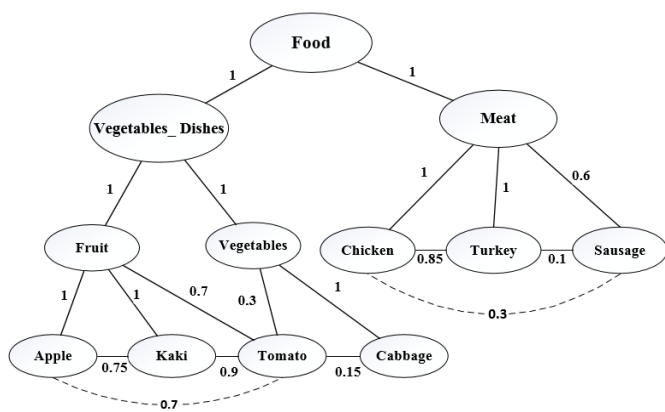 Food
1
1
Vegetables_ Dishes
Meat
1
1
1
1
0.6
Fruit
Vegetables
Chicken
0.85
Turkey
0.1
Sausage
0.3
1
1
0.7
0.3
1
Apple
0.75
Kaki
0.9
Tomato
0.15
Cabbage
0.7